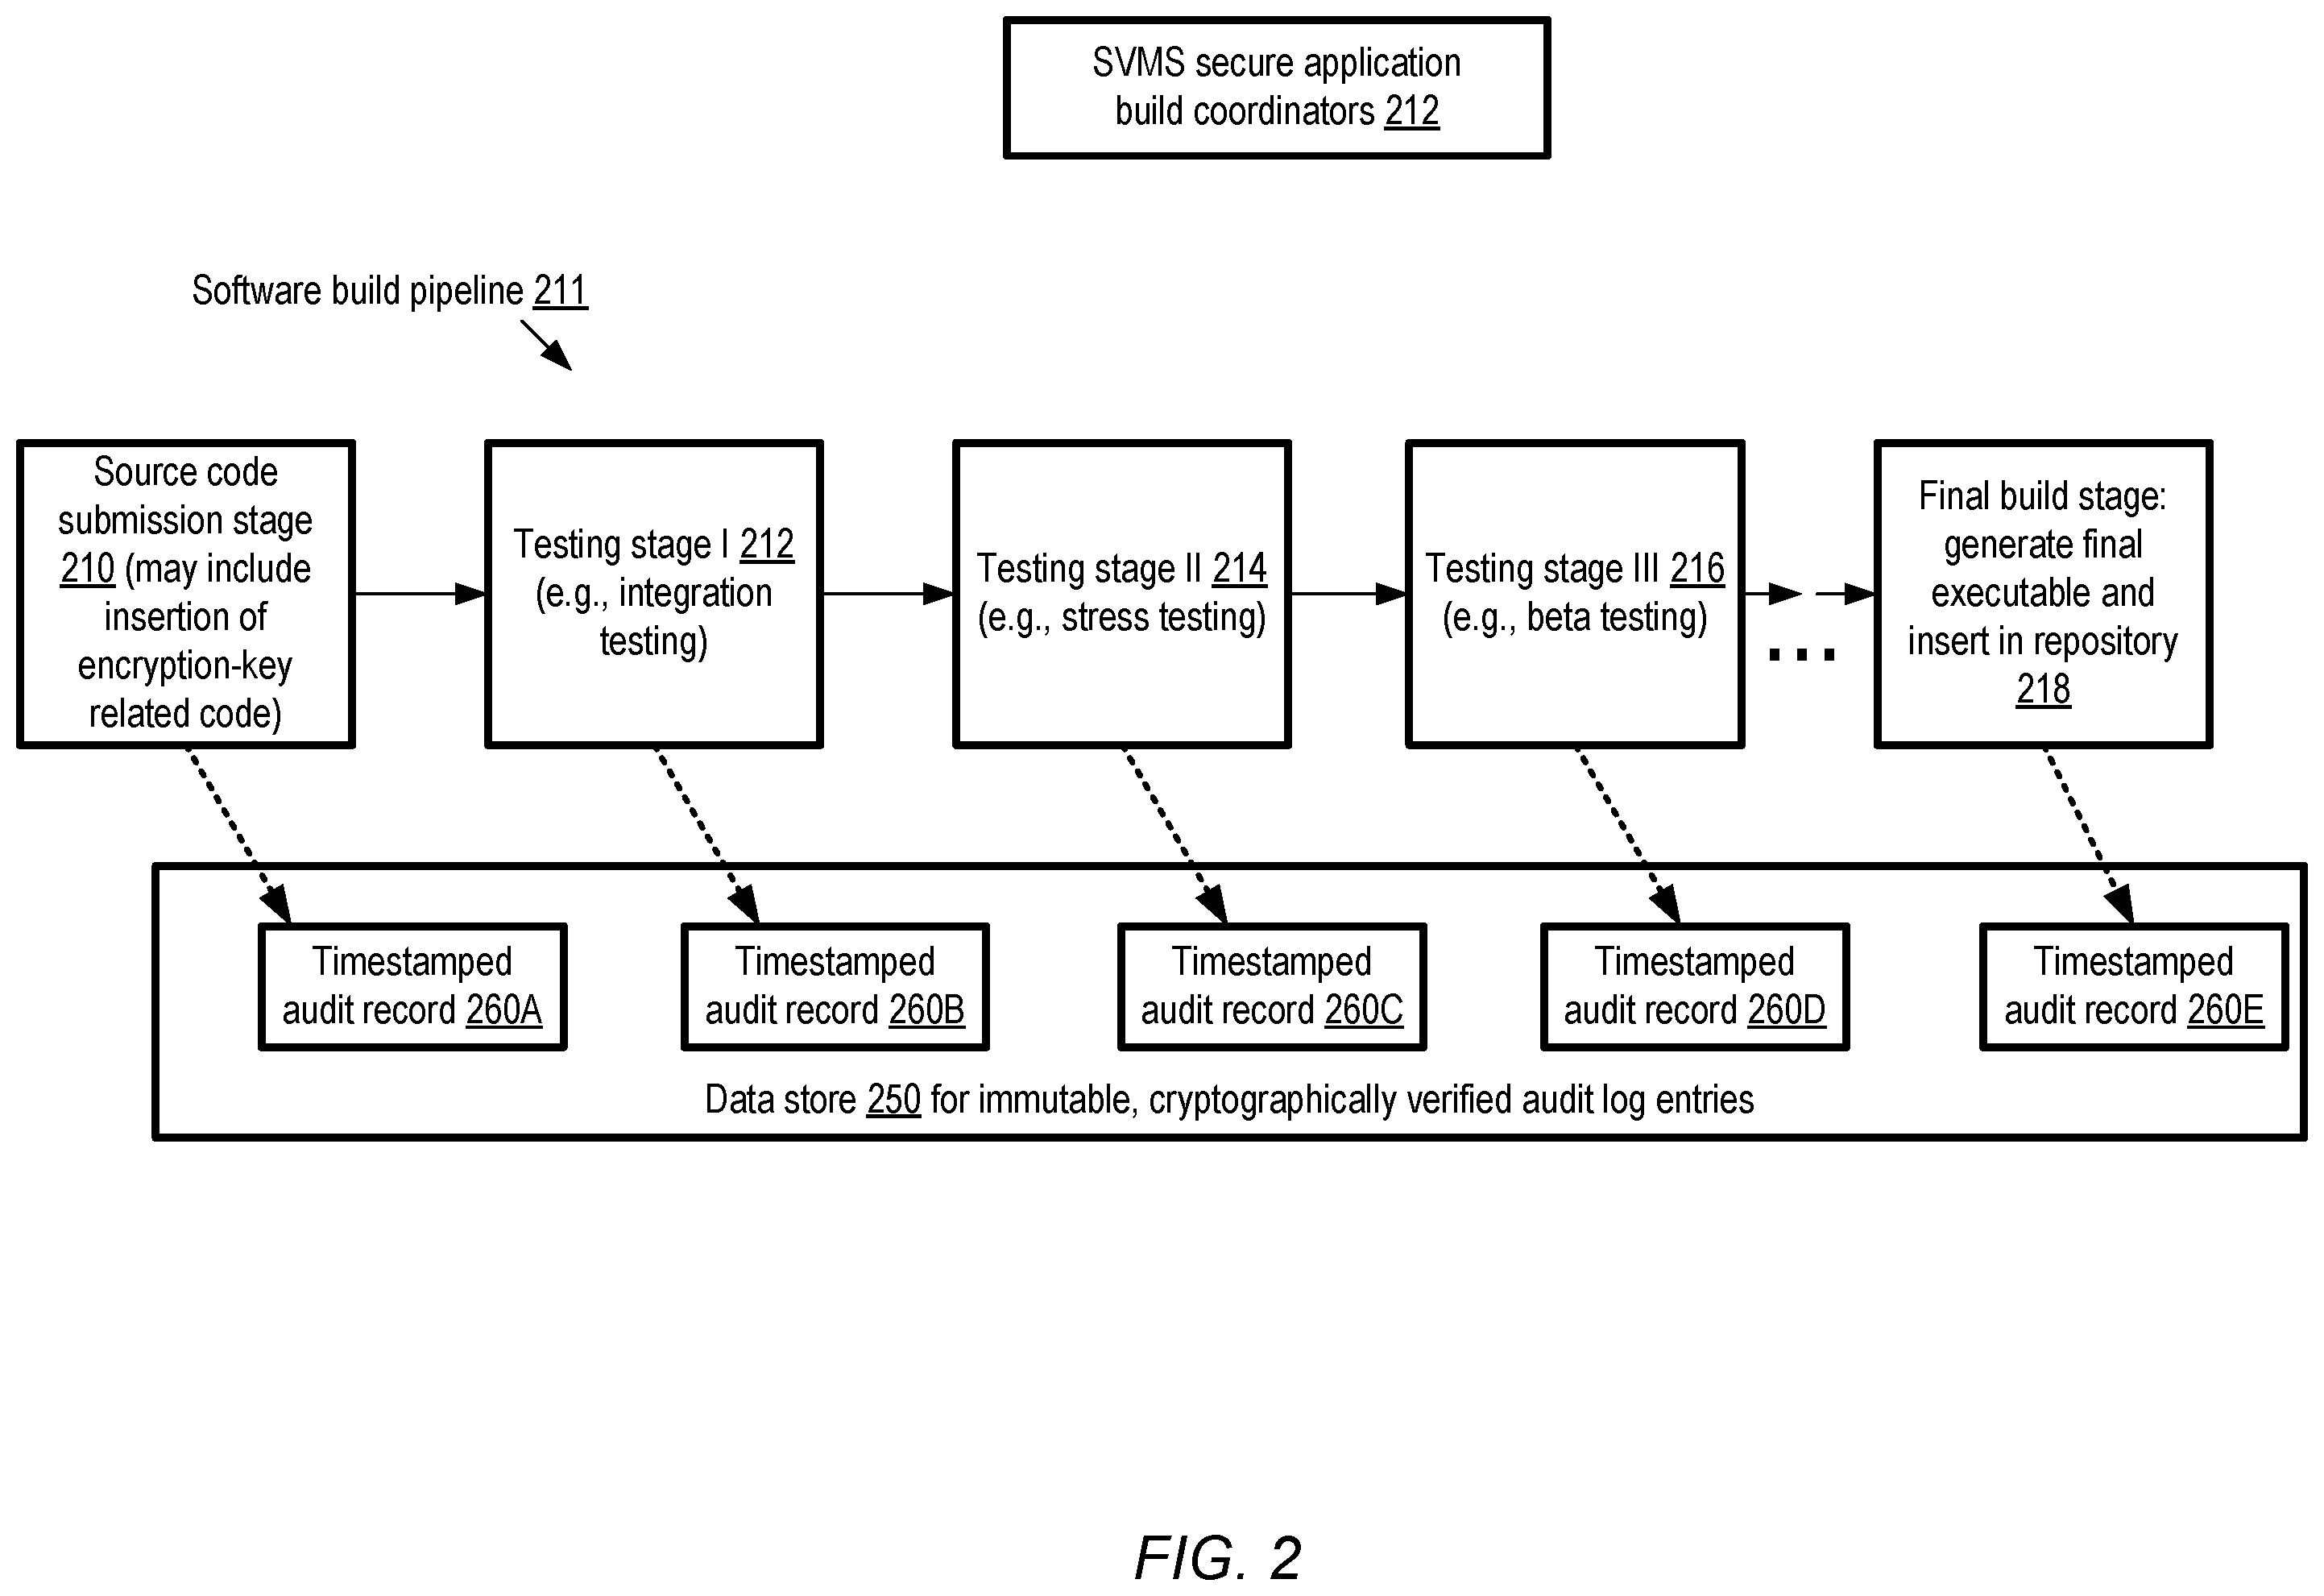 SVMS secure application
build coordinators 212
Software build pipeline 211
Source code
submission stage
210 (may include
insertion of
encryption-key
related code)
Testing stage I 212
(e.g., integration
testing)
Testing stage II 214
(e.g., stress testing)
Testing stage III 216
(e.g., beta testing)
...
Final build stage:
generate final
executable and
insert in repository
218
Timestamped
audit record 260A
Timestamped
audit record 260B
Timestamped
audit record 260C
Timestamped
audit record 260D
Timestamped
audit record 260E
Data store 250 for immutable, cryptographically verified audit log entries
FIG. 2